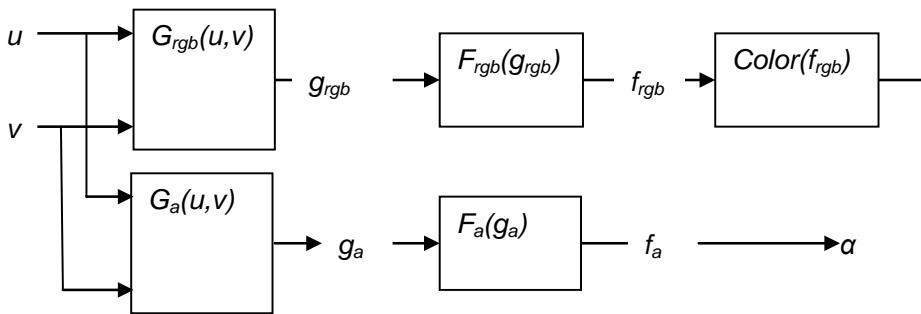 u
G_rgb(u,v)
g_rgb
F_rgb(g_rgb)
f_rgb
Color(f_rgb)
v
G_a(u,v)
g_a
F_a(g_a)
f_a
α